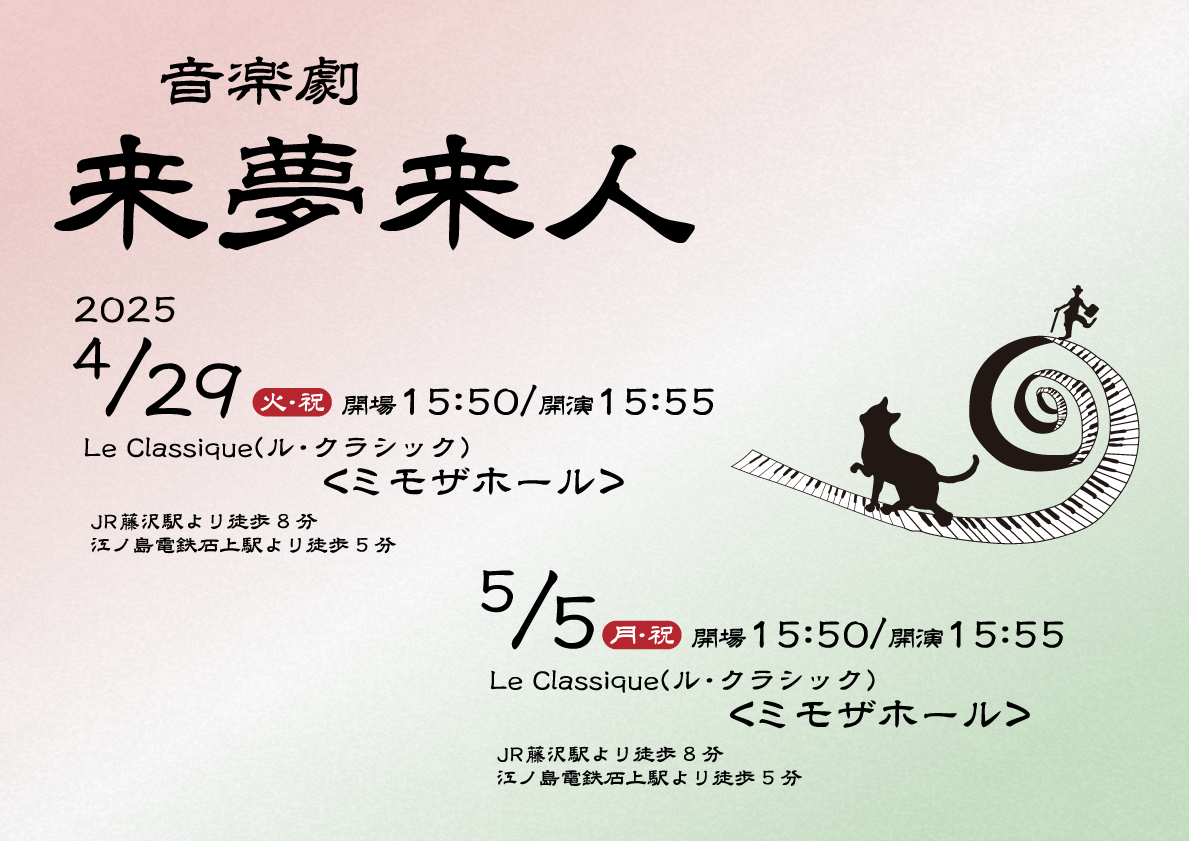 音楽劇
来夢来人
2025
4/29 火・祝 開場15:50/開演15:55
Le Classique(ル・クラシック)
<ミモザホール>
JR藤沢駅より徒歩8分
江ノ島電鉄石上駅より徒歩5分
5/5 月・祝 開場15:50/開演15:55
Le Classique(ル・クラシック)
<ミモザホール>
JR藤沢駅より徒歩8分
江ノ島電鉄石上駅より徒歩5分